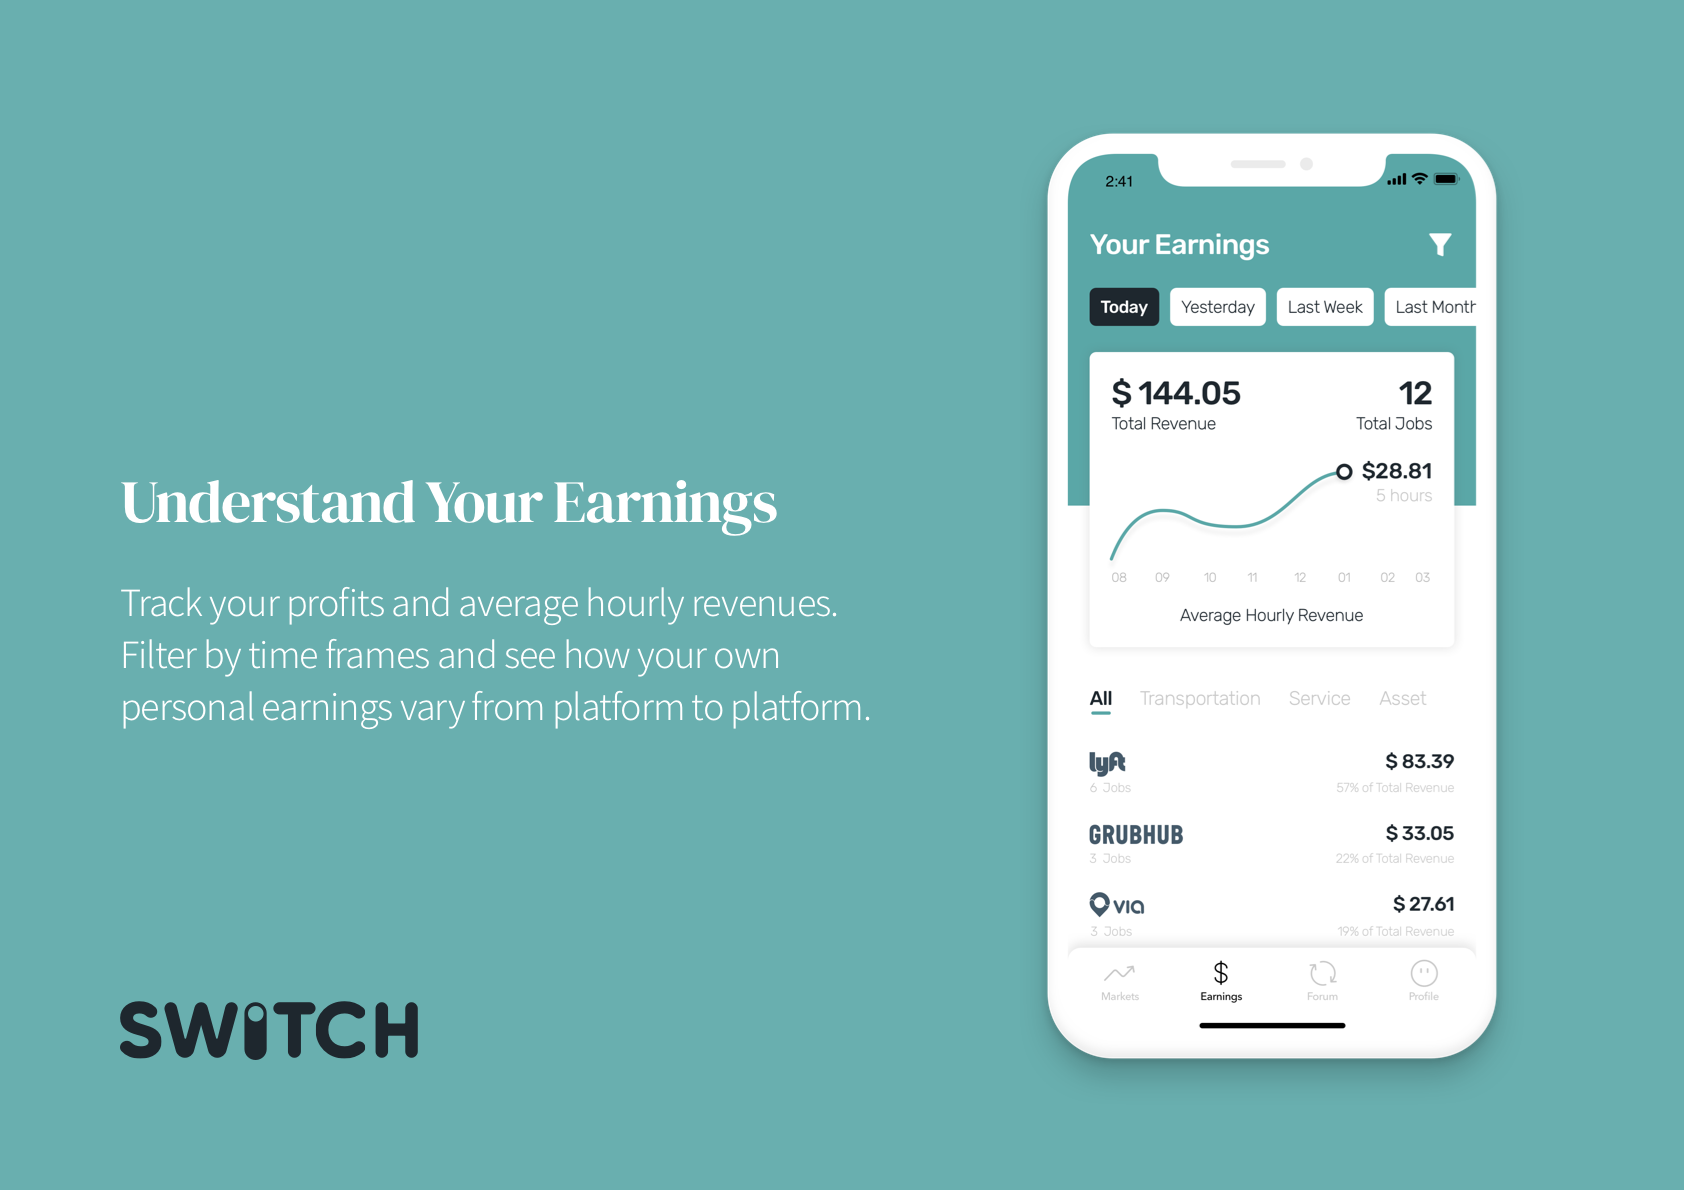 Understand Your Earnings
Track your profits and average hourly revenues.
Filter by time frames and see how your own
personal earnings vary from platform to platform.
SWiTCH
2:41
Your Earnings
Today Yesterday Last Week Last Month
$ 144.05 12
Total Revenue Total Jobs
$28.81
5 hours
08 09 10 11 12 01 02 03
Average Hourly Revenue
All Transportation Service Asset
lyft $ 83.39
6 Jobs 57% of Total Revenue
GRUBHUB $ 33.05
3 Jobs 22% of Total Revenue
via $ 27.61
3 Jobs 19% of Total Revenue
$
Markets Earnings Forum Profile